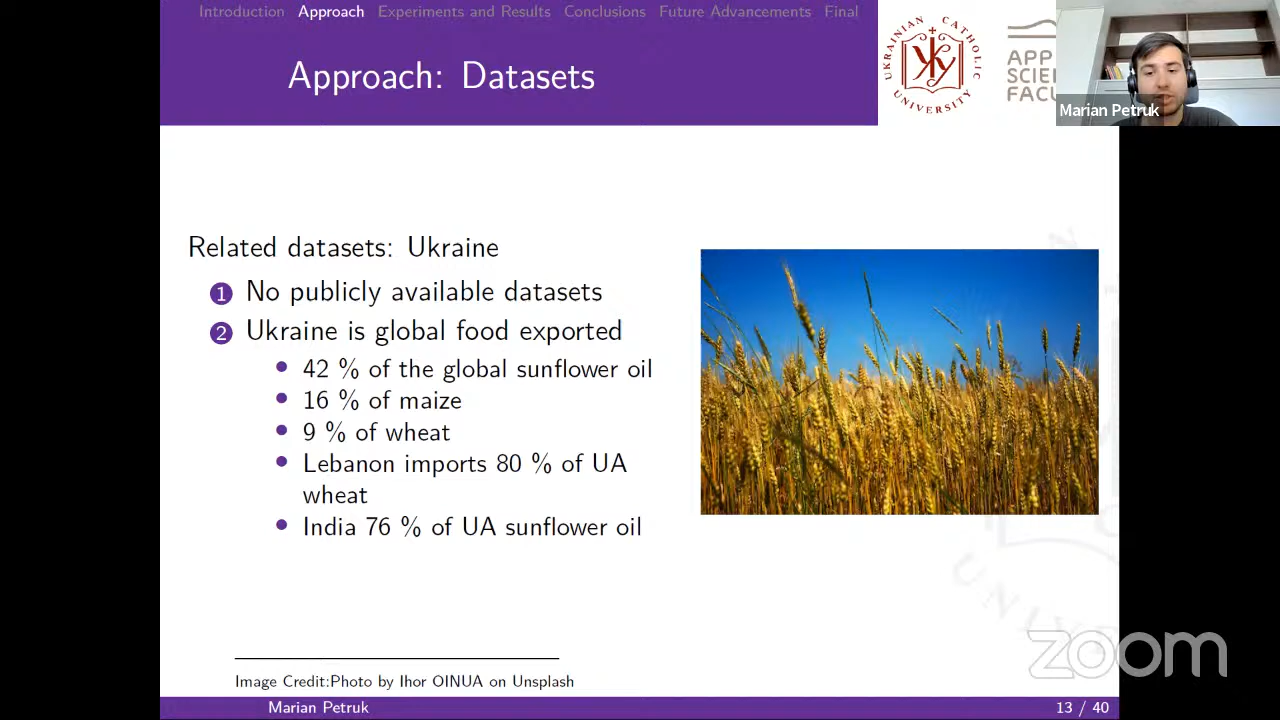 Introduction Approach Experiments and Results Conclusions Future Advancements Final
Approach: Datasets
UKRAINIAN CATHOLIC UNIVERSITY
Marian Petruk
Related datasets: Ukraine
1 No publicly available datasets
2 Ukraine is global food exported
42 % of the global sunflower oil
16 % of maize
9 % of wheat
Lebanon imports 80 % of UA
wheat
India 76 % of UA sunflower oil
zoom
Image Credit:Photo by Ihor OINUA on Unsplash
Marian Petruk
13 / 40